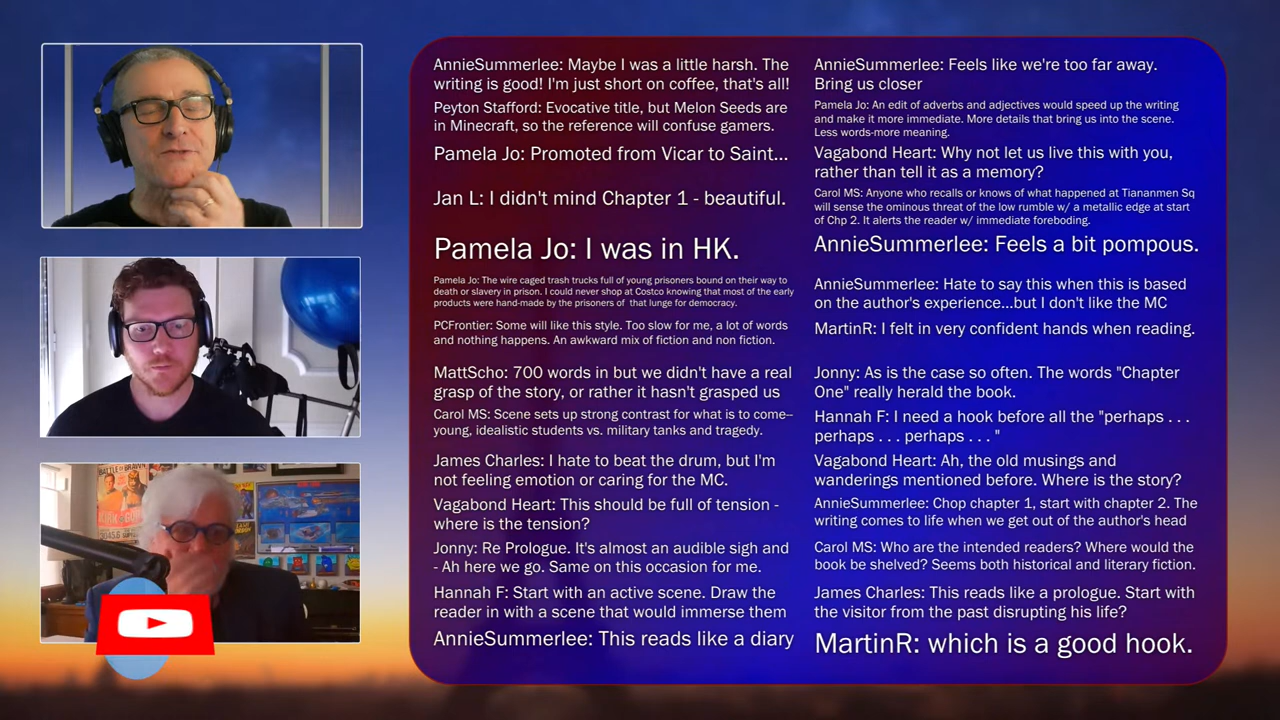 AnnieSummerlee: Maybe I was a little harsh. The
writing is good! I'm just short on coffee, that's all!
Peyton Stafford: Evocative title, but Melon Seeds are
in Minecraft, so the reference will confuse gamers.
Pamela Jo: Promoted from Vicar to Saint...
Jan L: I didn't mind Chapter 1 - beautiful.
Pamela Jo: I was in HK.
Pamela Jo: The wire caged trash trucks full of young prisoners bound on their way to
death or slavery in prison. I could never shop at Costco knowing that most of the early
products were hand-made by the prisoners of that lunge for democracy.
PCFrontier: Some will like this style. Too slow for me, a lot of words
and nothing happens. An awkward mix of fiction and non fiction.
MattScho: 700 words in but we didn't have a real
grasp of the story, or rather it hasn't grasped us
Carol MS: Scene sets up strong contrast for what is to come--
young, idealistic students vs. military tanks and tragedy.
James Charles: I hate to beat the drum, but I'm
not feeling emotion or caring for the MC.
Vagabond Heart: This should be full of tension -
where is the tension?
Jonny: Re Prologue. It's almost an audible sigh and
- Ah here we go. Same on this occasion for me.
Hannah F: Start with an active scene. Draw the
reader in with a scene that would immerse them
AnnieSummerlee: This reads like a diary
AnnieSummerlee: Feels like we're too far away.
Bring us closer
Pamela Jo: An edit of adverbs and adjectives would speed up the writing
and make it more immediate. More details that bring us into the scene.
Less words-more meaning.
Vagabond Heart: Why not let us live this with you,
rather than tell it as a memory?
Carol MS: Anyone who recalls or knows of what happened at Tiananmen Sq
will sense the ominous threat of the low rumble w/ a metallic edge at start
of Chp 2. It alerts the reader w/ immediate foreboding.
AnnieSummerlee: Feels a bit pompous.
AnnieSummerlee: Hate to say this when this is based
on the author's experience...but I don't like the MC
MartinR: I felt in very confident hands when reading.
Jonny: As is the case so often. The words "Chapter
One" really herald the book.
Hannah F: I need a hook before all the "perhaps . . .
perhaps . . . perhaps . . . "
Vagabond Heart: Ah, the old musings and
wanderings mentioned before. Where is the story?
AnnieSummerlee: Chop chapter 1, start with chapter 2. The
writing comes to life when we get out of the author's head
Carol MS: Who are the intended readers? Where would the
book be shelved? Seems both historical and literary fiction.
James Charles: This reads like a prologue. Start with
the visitor from the past disrupting his life?
MartinR: which is a good hook.